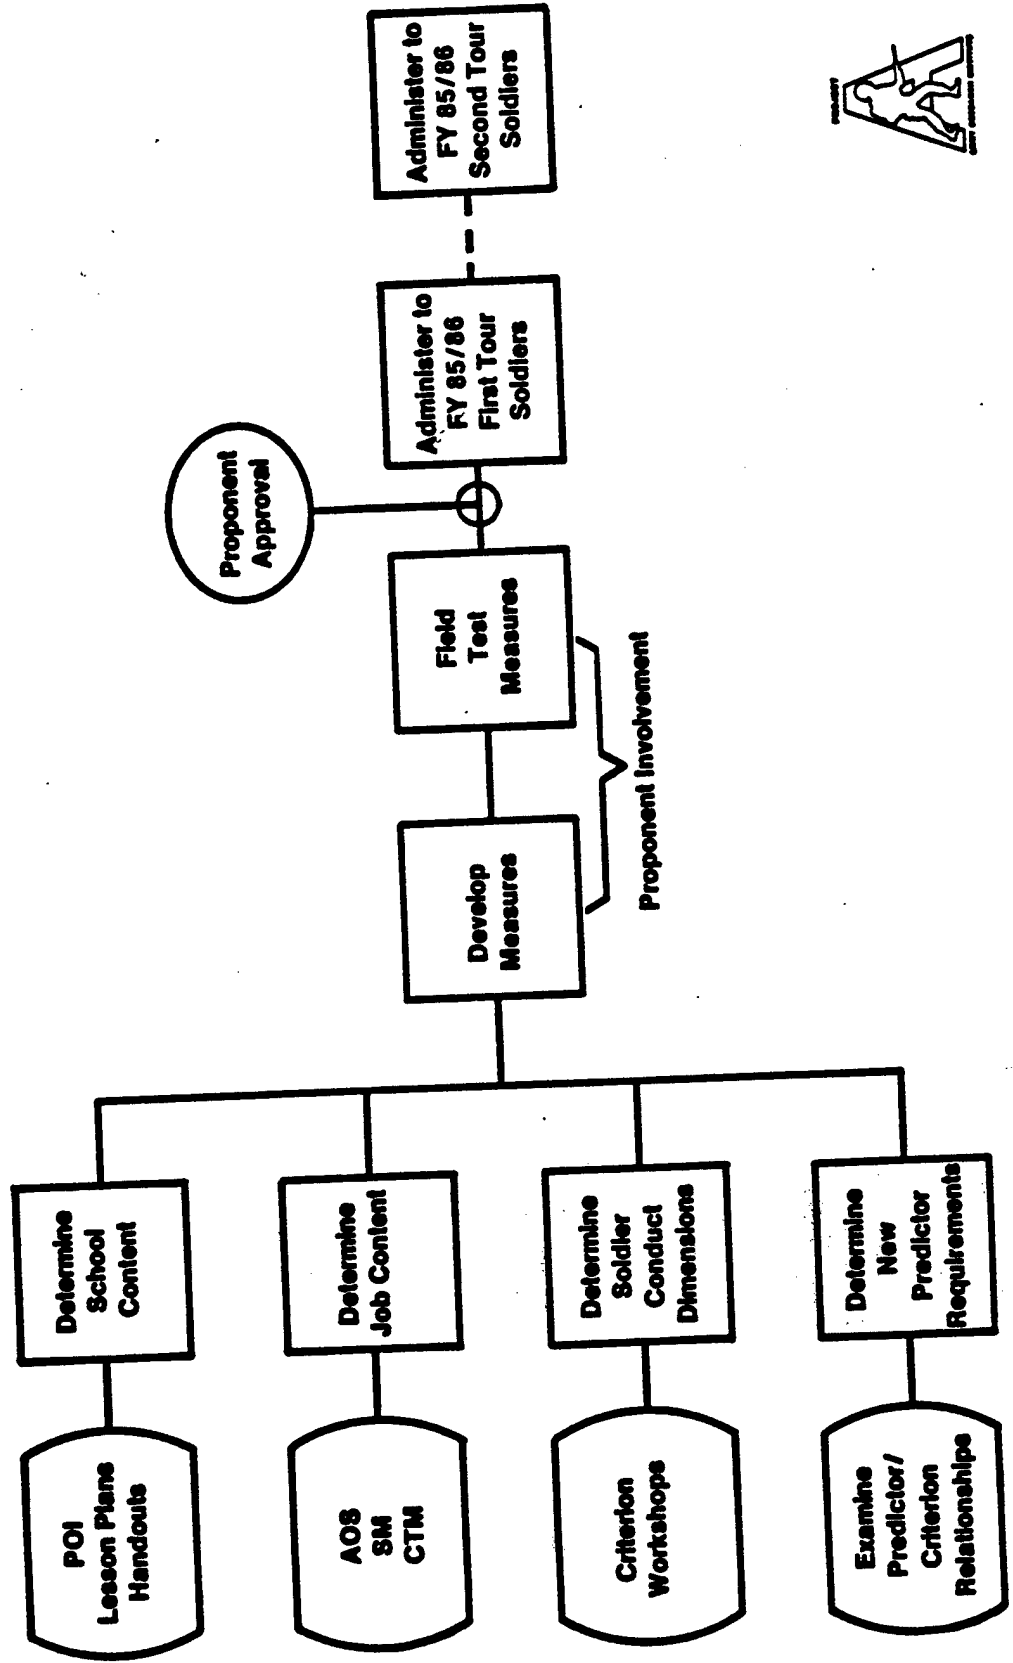 POI
Lesson Plans
Handouts
Determine
School
Content
AOS
SM
CTM
Determine
Job Content
Criterion
Workshops
Determine
Soldier
Conduct
Dimensions
Examine
Predictor/
Criterion
Relationships
Determine
New
Predictor
Requirements
Develop
Measures
Field
Test
Measures
Proponent Involvement
Proponent
Approval
Administer to
FY 85/86
First Tour
Soldiers
Administer to
FY 85/86
Second Tour
Soldiers